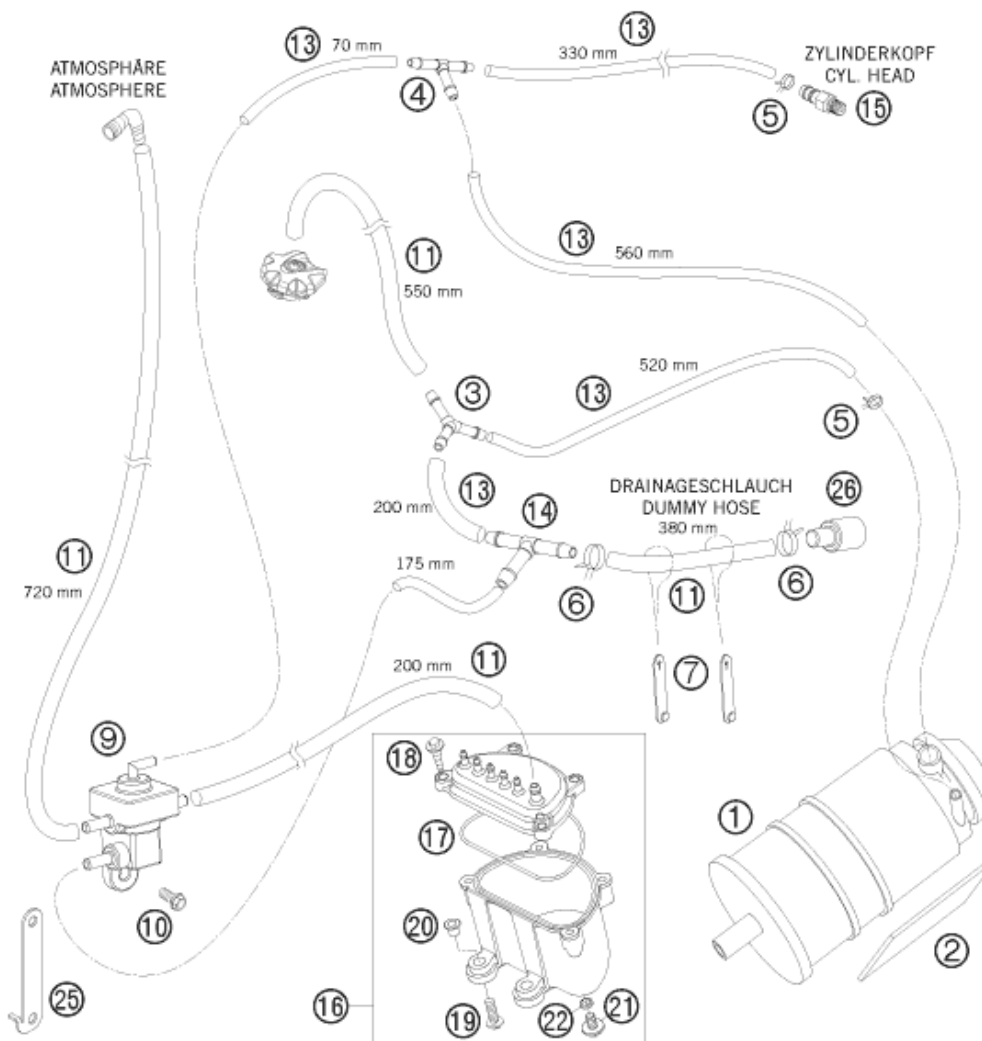 13
70 mm
13
330 mm
ZYLINDERKOPF
CYL. HEAD
ATMOSPHÄRE
ATMOSPHERE
4
5
15
11
550 mm
13
560 mm
520 mm
3
13
5
13
200 mm
14
DRAINAGESCHLAUCH
DUMMY HOSE
380 mm
26
11
720 mm
175 mm
6
11
6
200 mm
11
7
9
18
1
17
10
20
2
25
16
19
22
21